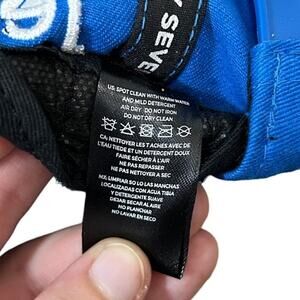 Y SEVE
US: SPOT CLEAN WITH WARM WATER
AND MILD DETERGENT
AIR DRY DO NOT IRON
DO NOT DRY CLEAN
CA: NETTOYER LES TACHES AVEC DE
L'EAU TIEDE ET UN DETERGENT DOUX
FAIRE SÉCHER À L'AIR
NE PAS REPASSER
NE PAS NETTOYER À SEC
MX: LIMPIAR SO LO LAS MANCHAS
LOCALIZADAS CON AGUA TIBIA
Y DETERGENTE SUAVE
DEJAR SECAR AL AIRE
NO PLANCHAR
NO LAVAR EN SECO